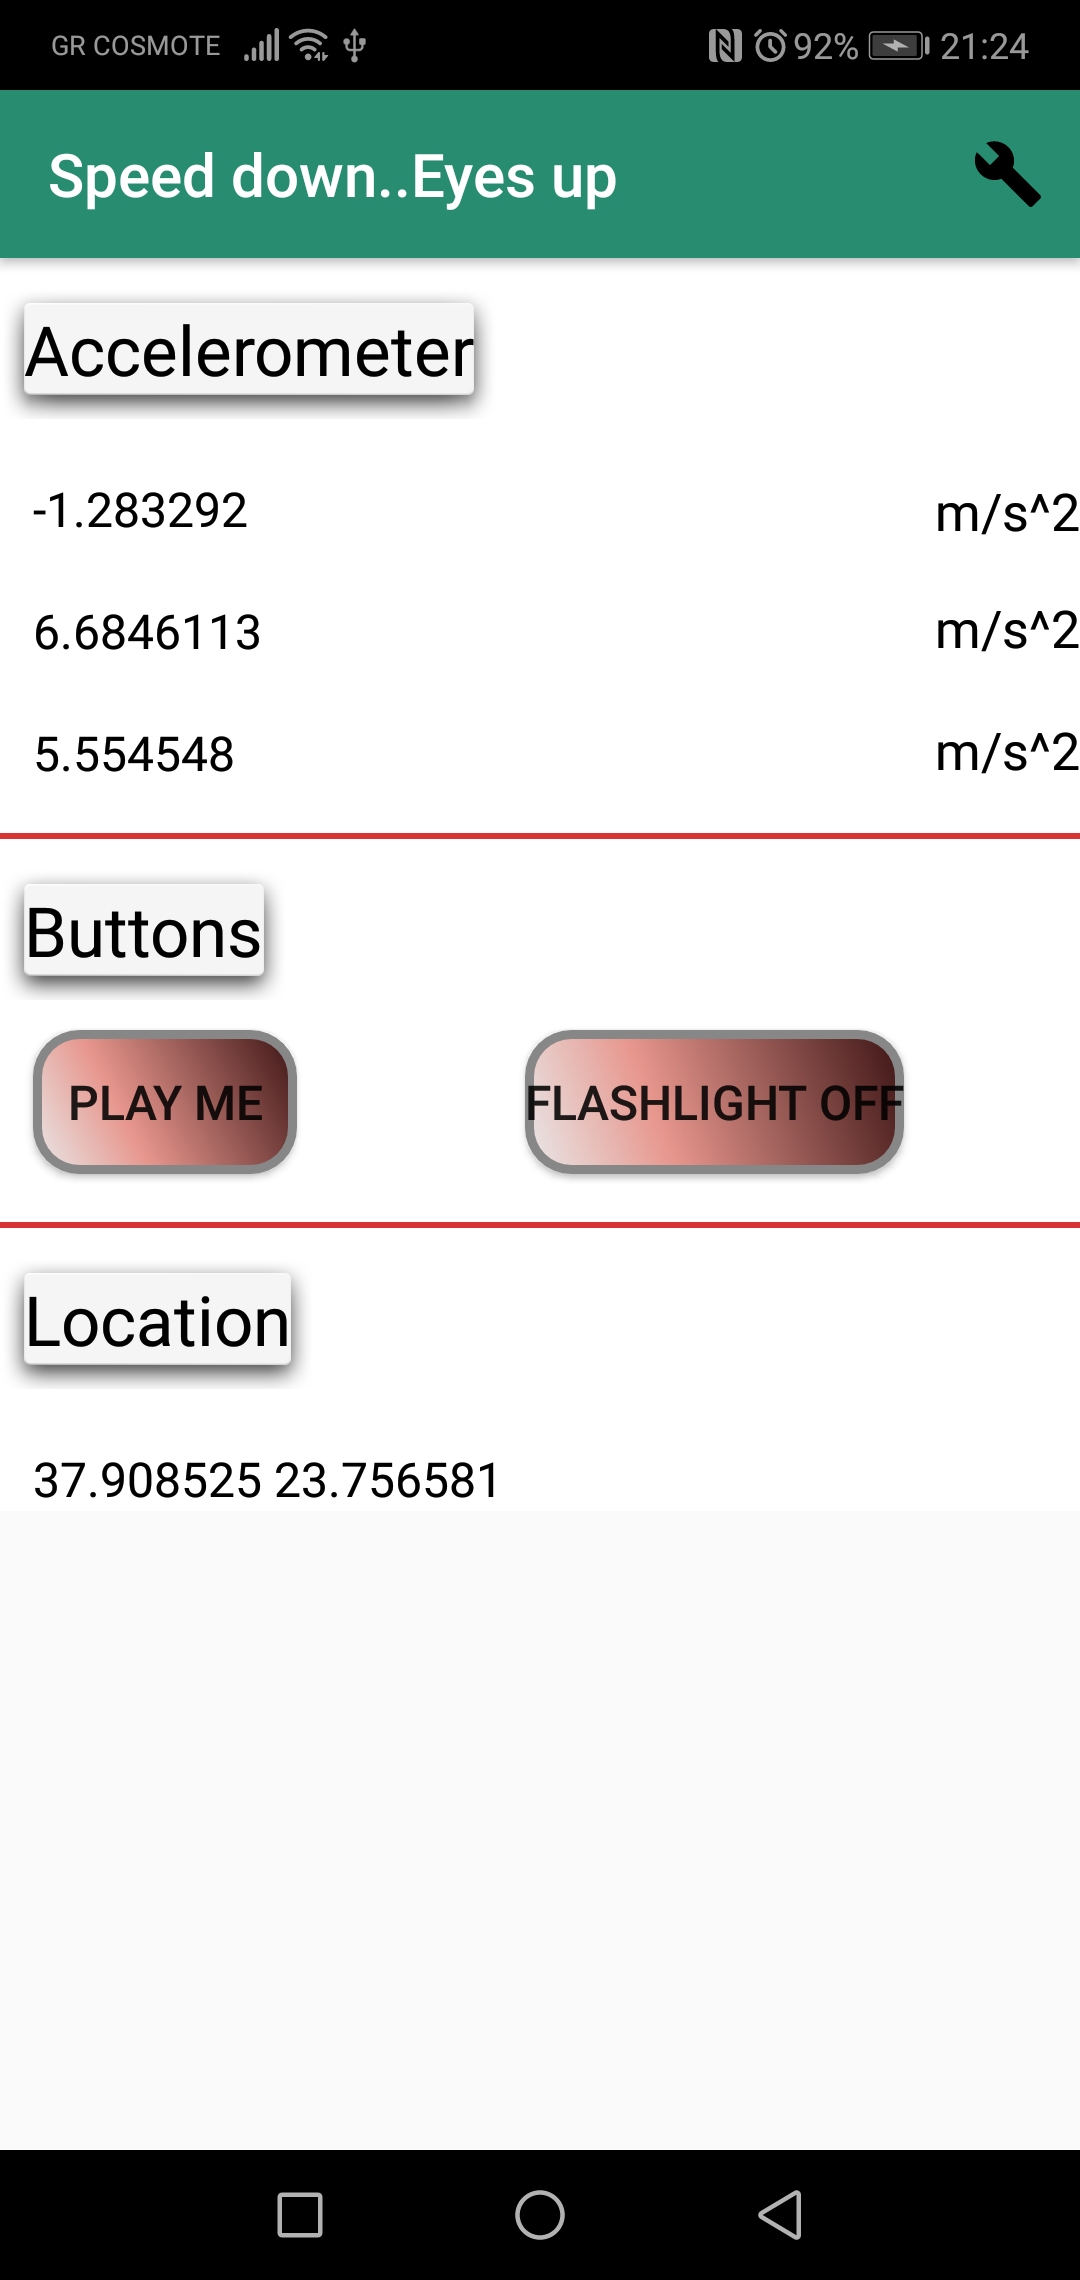 GR COSMOTE 92% 21:24
Speed down..Eyes up
Accelerometer
-1.283292 m/s^2
6.6846113 m/s^2
5.554548 m/s^2
Buttons
PLAY ME FLASHLIGHT OFF
Location
37.908525 23.756581